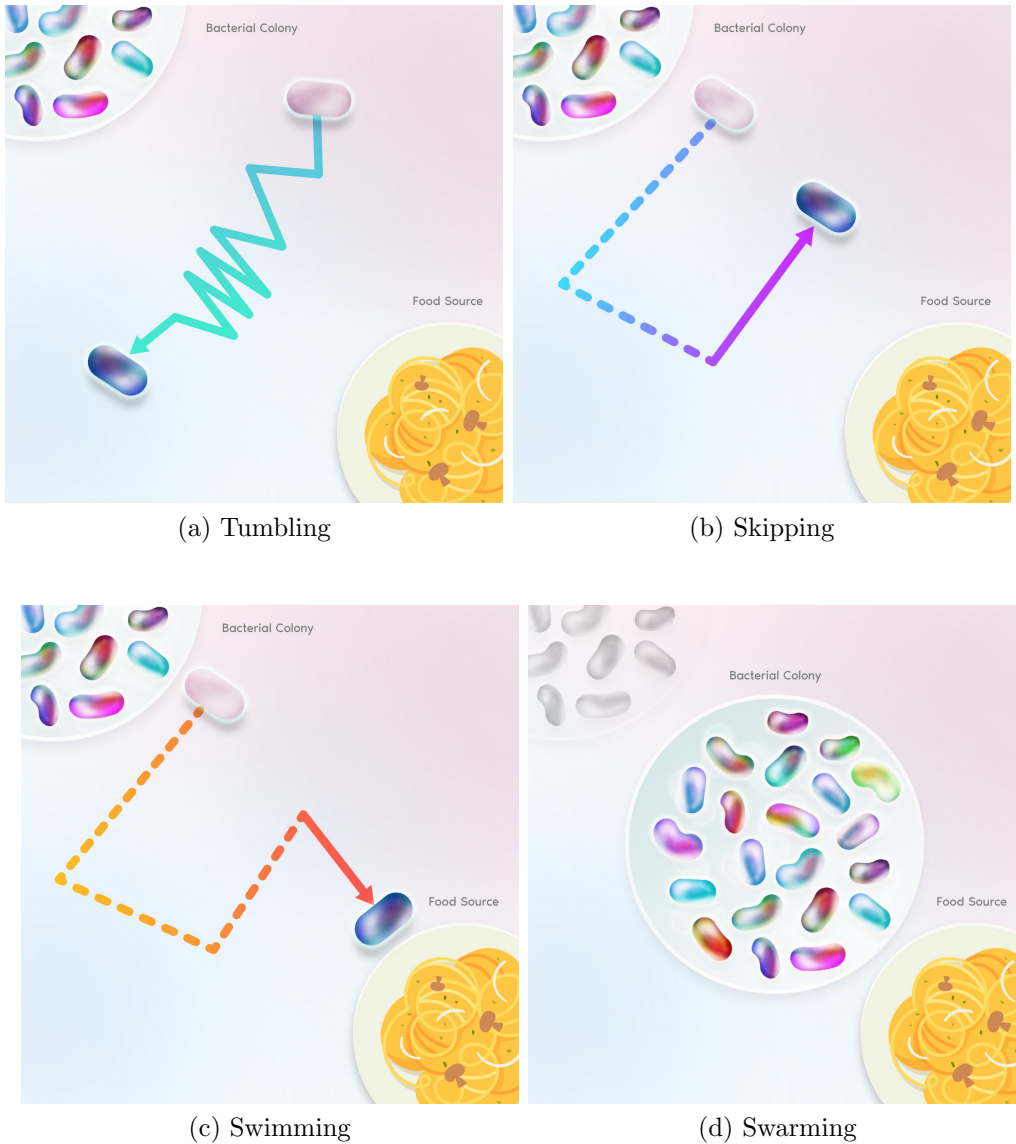 Bacterial Colony
Food Source
(a) Tumbling
Bacterial Colony
Food Source
(b) Skipping
Bacterial Colony
Food Source
(c) Swimming
Bacterial Colony
Food Source
(d) Swarming